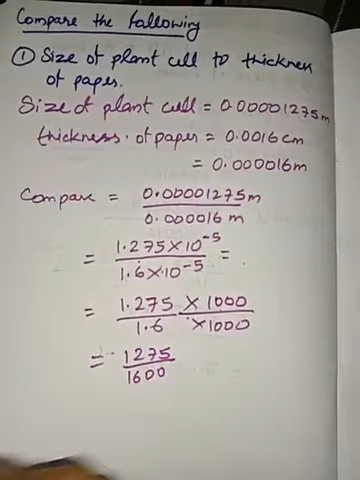 Compare the following
① Size of plant cell to thickness
of paper.
Size of plant cell = 0.00001275m
thickness of paper = 0.0016cm
= 0.000016m
Compare = 0.00001275m / 0.000016 m
= 1.275×10⁻⁵ / 1.6×10⁻⁵ =
= 1.275 / 1.6 ×1000 / ×1000
= 1275 / 1600